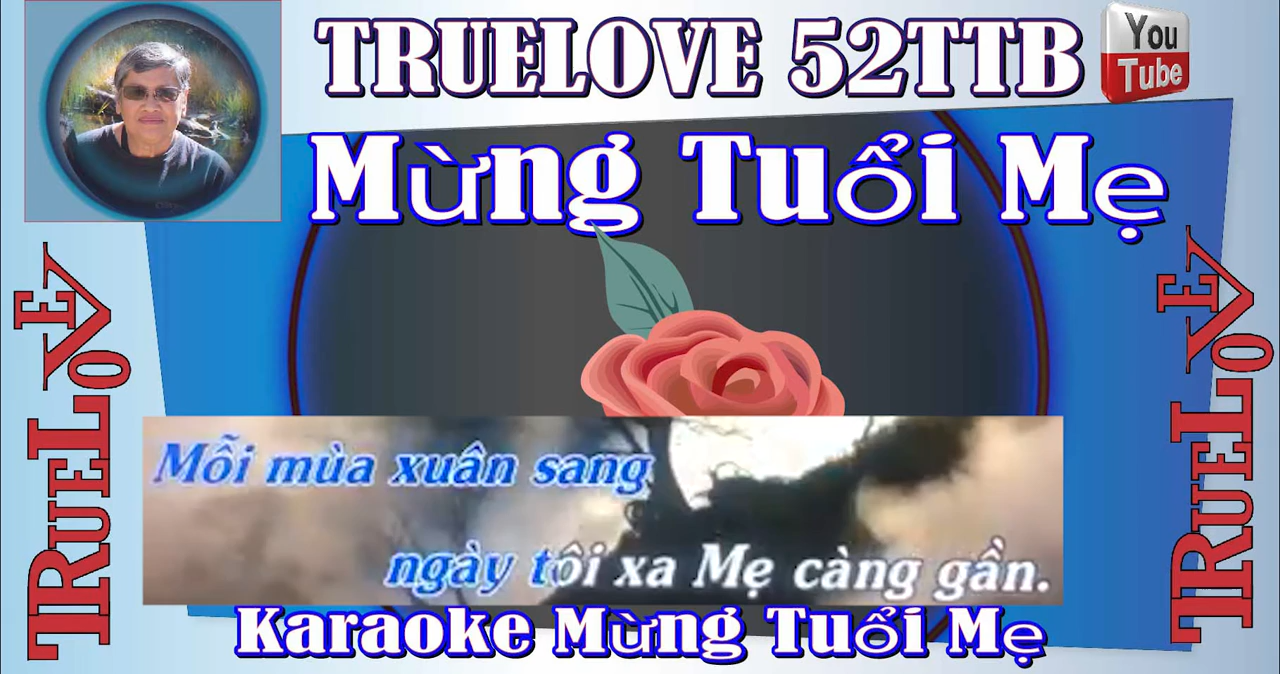 TRUELOVE 52TTB
You
Tube
Mừng Tuổi Mẹ
TRUELOVE
TRUELOVE
Mỗi mùa xuân sang
ngày tôi xa Mẹ càng gần.
Karaoke Mừng Tuổi Mẹ